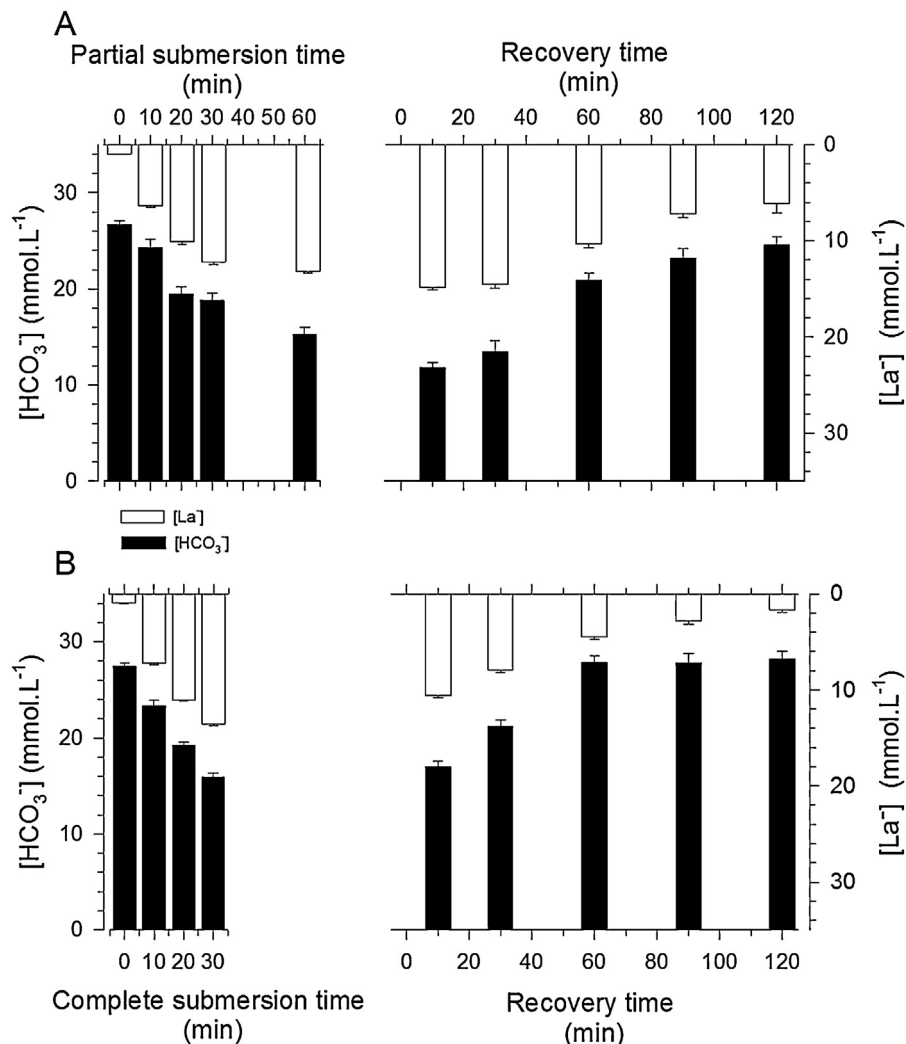 A
Partial submersion time
(min)
Recovery time
(min)
0 10 20 30 40 50 60
0 20 40 60 80 100 120
30
20
10
0
[HCO₃⁻] (mmol.L⁻¹)
0
10
20
30
[La⁻] (mmol.L⁻¹)
[La⁻]
[HCO₃⁻]
B
30
20
10
0
[HCO₃⁻] (mmol.L⁻¹)
0
10
20
30
[La⁻] (mmol.L⁻¹)
0 10 20 30
0 20 40 60 80 100 120
Complete submersion time
(min)
Recovery time
(min)